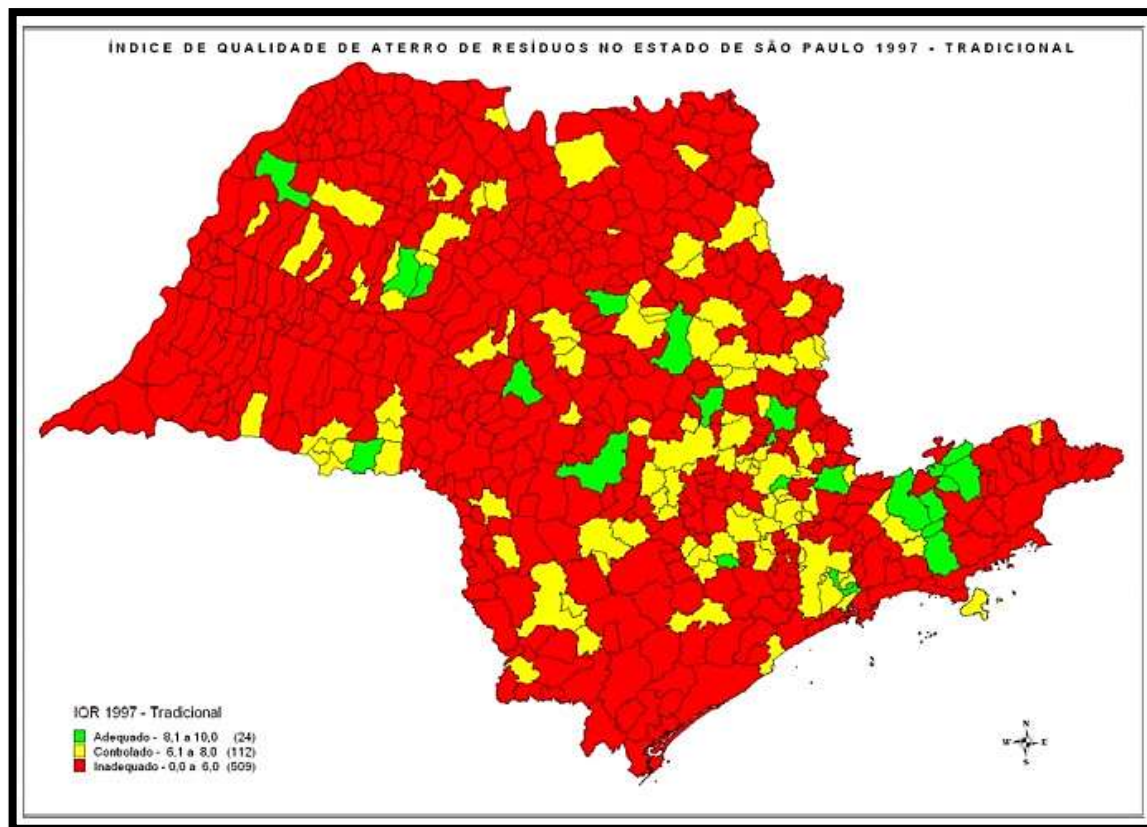 ÍNDICE DE QUALIDADE DE ATERRO DE RESÍDUOS NO ESTADO DE SÃO PAULO 1997 - TRADICIONAL
IQR 1997 - Tradicional
Adequado - 8,1 a 10,0 (24)
Controlado - 6,1 a 8,0 (112)
Inadequado - 0,0 a 6,0 (509)
N
W E
S